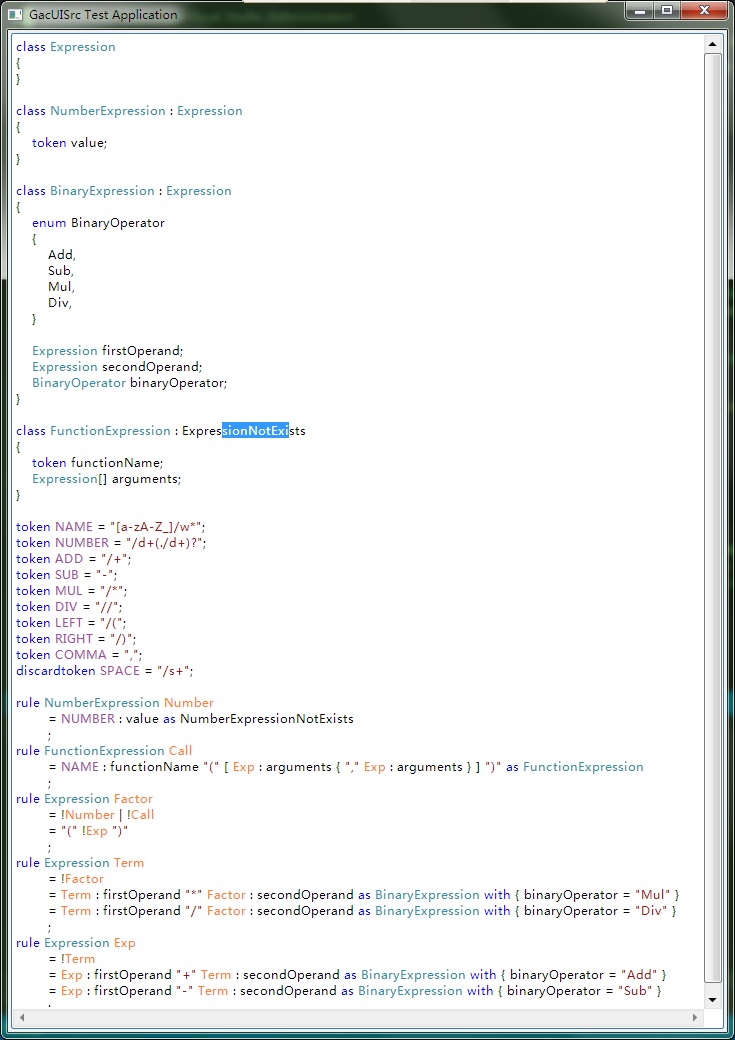 GacUISrc Test Application
class Expression
{
}
class NumberExpression : Expression
{
token value;
}
class BinaryExpression : Expression
{
enum BinaryOperator
{
Add,
Sub,
Mul,
Div,
}
Expression firstOperand;
Expression secondOperand;
BinaryOperator binaryOperator;
}
class FunctionExpression : ExpressionNotExists
{
token functionName;
Expression[] arguments;
}
token NAME = "[a-zA-Z_]/w*";
token NUMBER = "/d+(./d+)?";
token ADD = "/+";
token SUB = "-";
token MUL = "/*";
token DIV = "//";
token LEFT = "/(";
token RIGHT = "/)";
token COMMA = ",";
discardtoken SPACE = "/s+";
rule NumberExpression Number
= NUMBER : value as NumberExpressionNotExists
;
rule FunctionExpression Call
= NAME : functionName "(" [ Exp : arguments { "," Exp : arguments } ] ")" as FunctionExpression
;
rule Expression Factor
= !Number | !Call
= "(" !Exp ")"
;
rule Expression Term
= !Factor
= Term : firstOperand "*" Factor : secondOperand as BinaryExpression with { binaryOperator = "Mul" }
= Term : firstOperand "/" Factor : secondOperand as BinaryExpression with { binaryOperator = "Div" }
;
rule Expression Exp
= !Term
= Exp : firstOperand "+" Term : secondOperand as BinaryExpression with { binaryOperator = "Add" }
= Exp : firstOperand "-" Term : secondOperand as BinaryExpression with { binaryOperator = "Sub" }